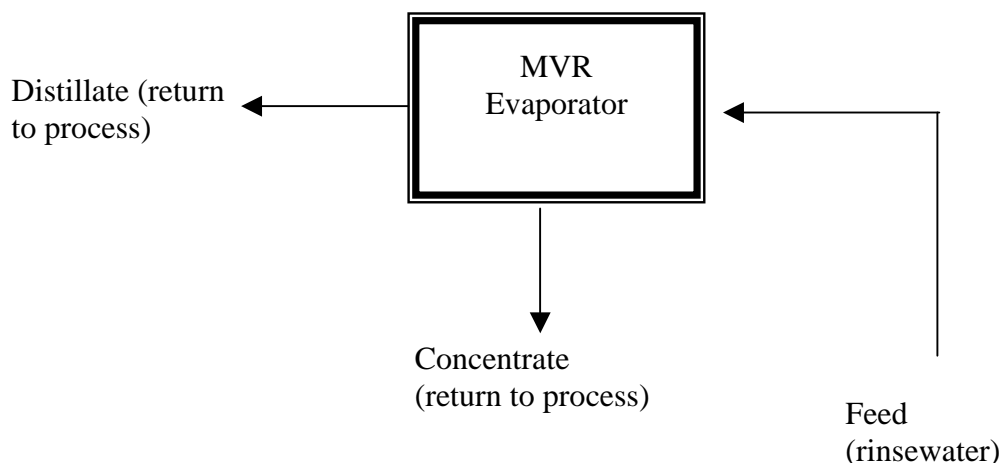 MVR
Evaporator
Distillate (return
to process)
Concentrate
(return to process)
Feed
(rinsewater)